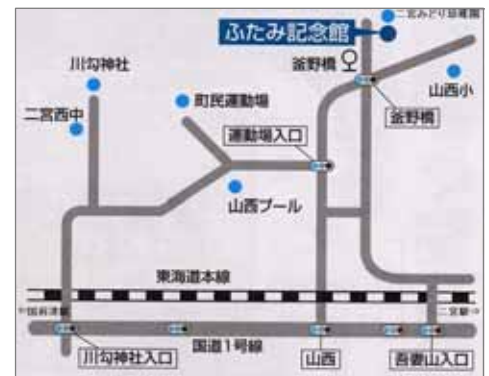 二宮みどり幼稚園
ふたみ記念館
釜野橋
川勾神社
山西小
町民運動場
釜野橋
二宮西中
運動場入口
山西プール
東海道本線
←国府津駅
二宮駅→
国道1号線
川勾神社入口
山西
吾妻山入口